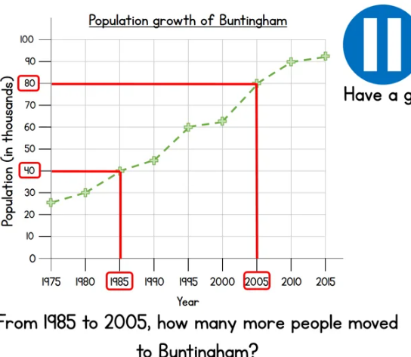 Population growth of Buntingham
100
90
80
70
60
50
40
30
20
10
0
Population (in thousands)
1975 1980 1985 1990 1995 2000 2005 2010 2015
Year
Have a g
From 1985 to 2005, how many more people moved
to Buntingham?